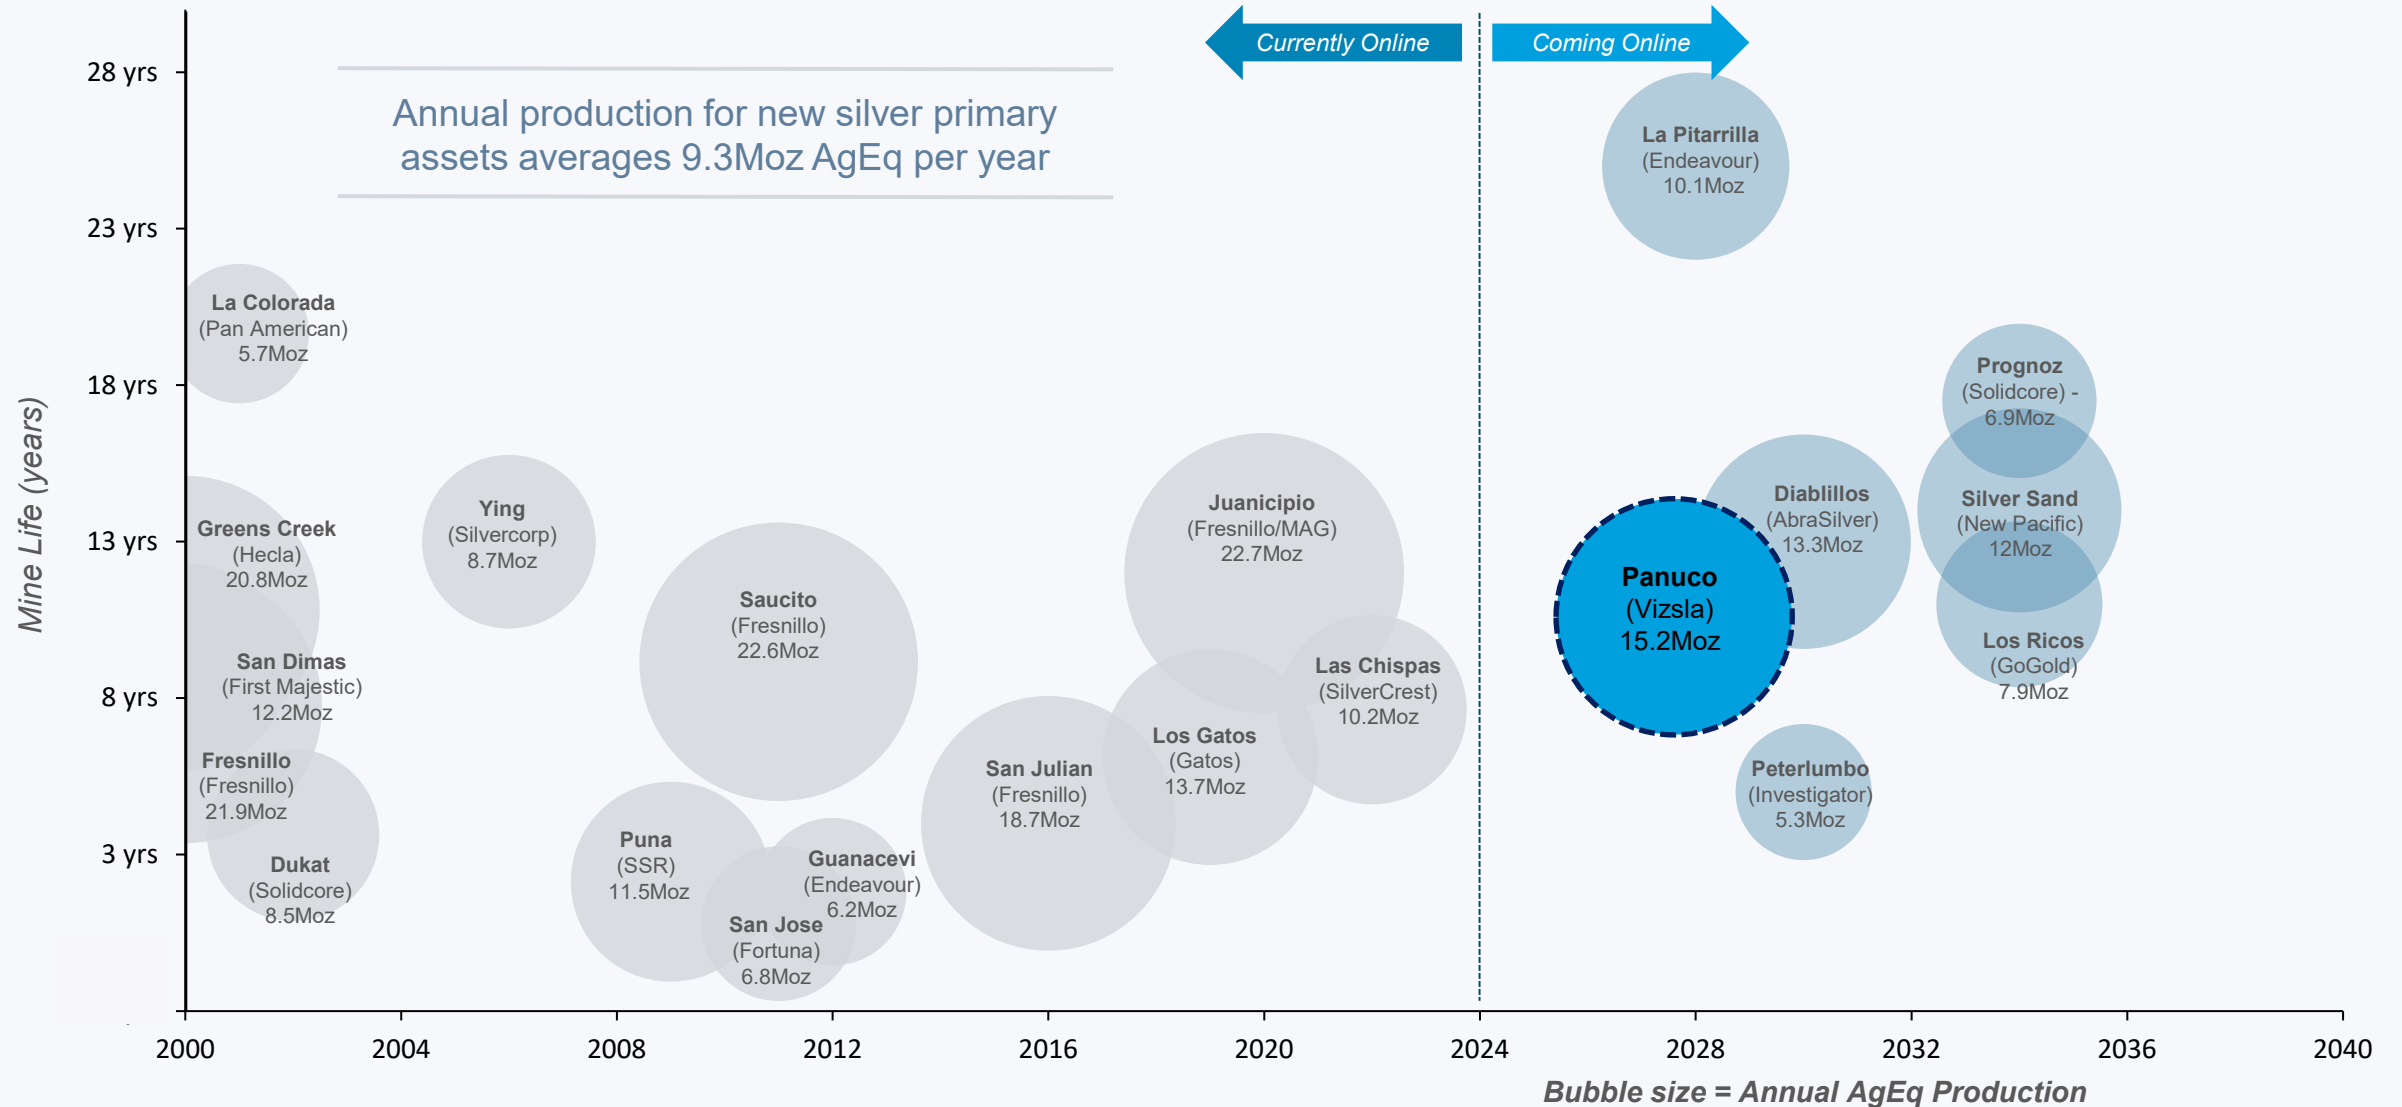 Currently Online
Coming Online
Annual production for new silver primary
assets averages 9.3Moz AgEq per year
Mine Life (years)
28 yrs
23 yrs
18 yrs
13 yrs
8 yrs
3 yrs
La Colorada
(Pan American)
5.7Moz
Greens Creek
(Hecla)
20.8Moz
San Dimas
(First Majestic)
12.2Moz
Fresnillo
(Fresnillo)
21.9Moz
Dukat
(Solidcore)
8.5Moz
Ying
(Silvercorp)
8.7Moz
Saucito
(Fresnillo)
22.6Moz
Puna
(SSR)
11.5Moz
Guanacevi
(Endeavour)
6.2Moz
San Jose
(Fortuna)
6.8Moz
San Julian
(Fresnillo)
18.7Moz
Juanicipio
(Fresnillo/MAG)
22.7Moz
Los Gatos
(Gatos)
13.7Moz
Las Chispas
(SilverCrest)
10.2Moz
La Pitarrilla
(Endeavour)
10.1Moz
Panuco
(Vizsla)
15.2Moz
Diablillos
(AbraSilver)
13.3Moz
Peterlumbo
(Investigator)
5.3Moz
Prognoz
(Solidcore) -
6.9Moz
Silver Sand
(New Pacific)
12Moz
Los Ricos
(GoGold)
7.9Moz
2000
2004
2008
2012
2016
2020
2024
2028
2032
2036
2040
Bubble size = Annual AgEq Production